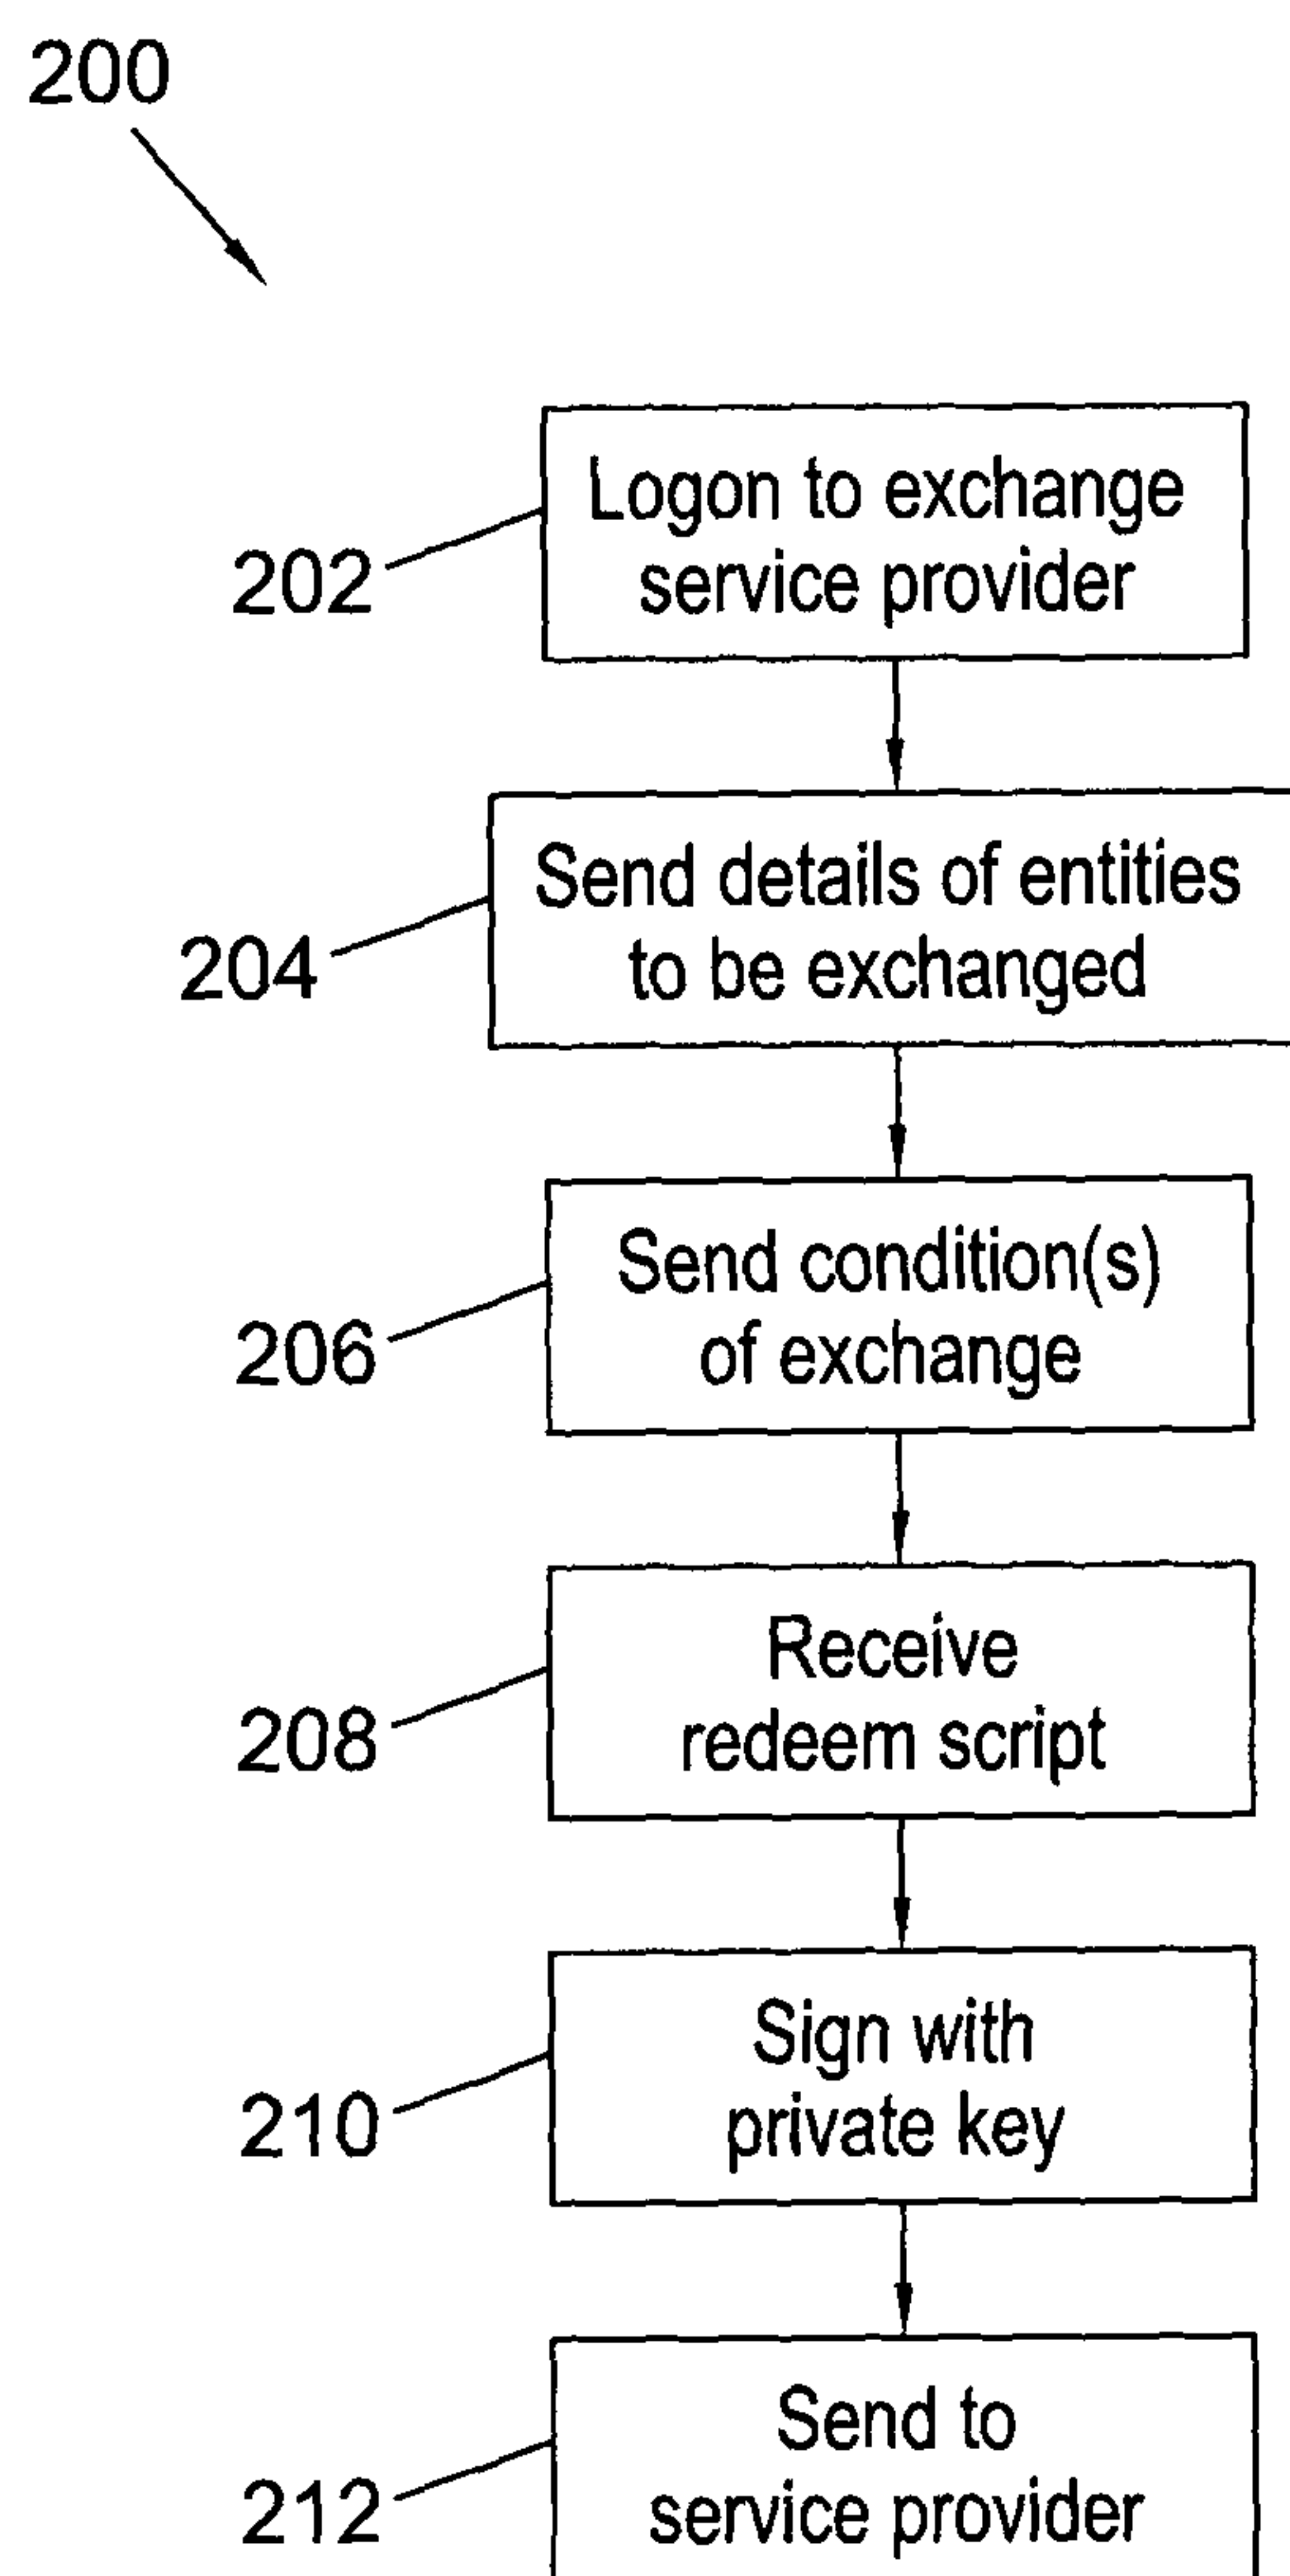 200
Logon to exchange
service provider
202
Send details of entities
to be exchanged
204
Send condition(s)
of exchange
206
Receive
redeem script
208
Sign with
private key
210
Send to
service provider
212